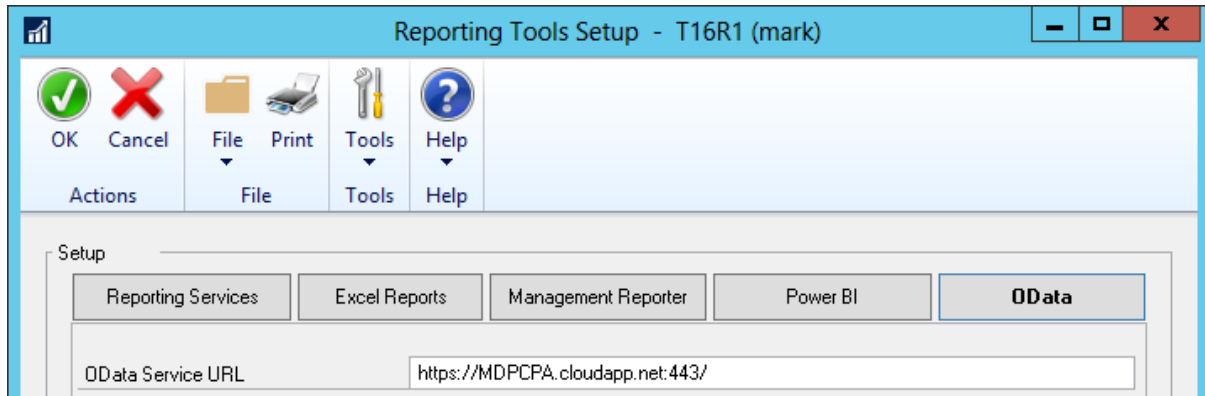 Reporting Tools Setup - T16R1 (mark)
OK Cancel File Print Tools Help
Actions File Tools Help
Setup
Reporting Services Excel Reports Management Reporter Power BI OData
OData Service URL https://MDPCPA.cloudapp.net:443/